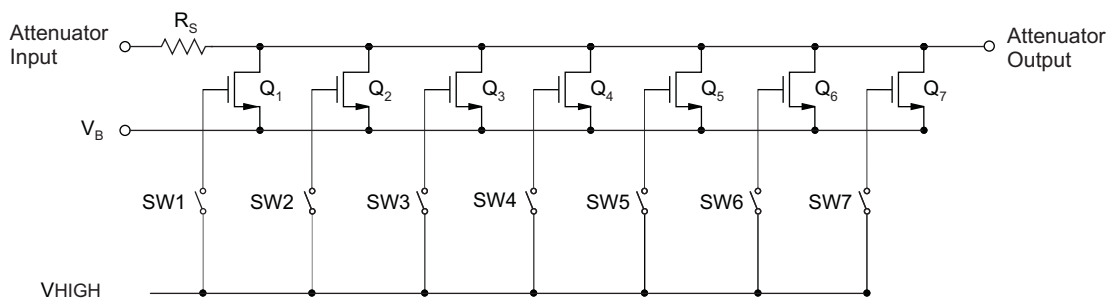 Attenuator
Input
R_S
Attenuator
Output
Q_1
Q_2
Q_3
Q_4
Q_5
Q_6
Q_7
V_B
SW1
SW2
SW3
SW4
SW5
SW6
SW7
VHIGH